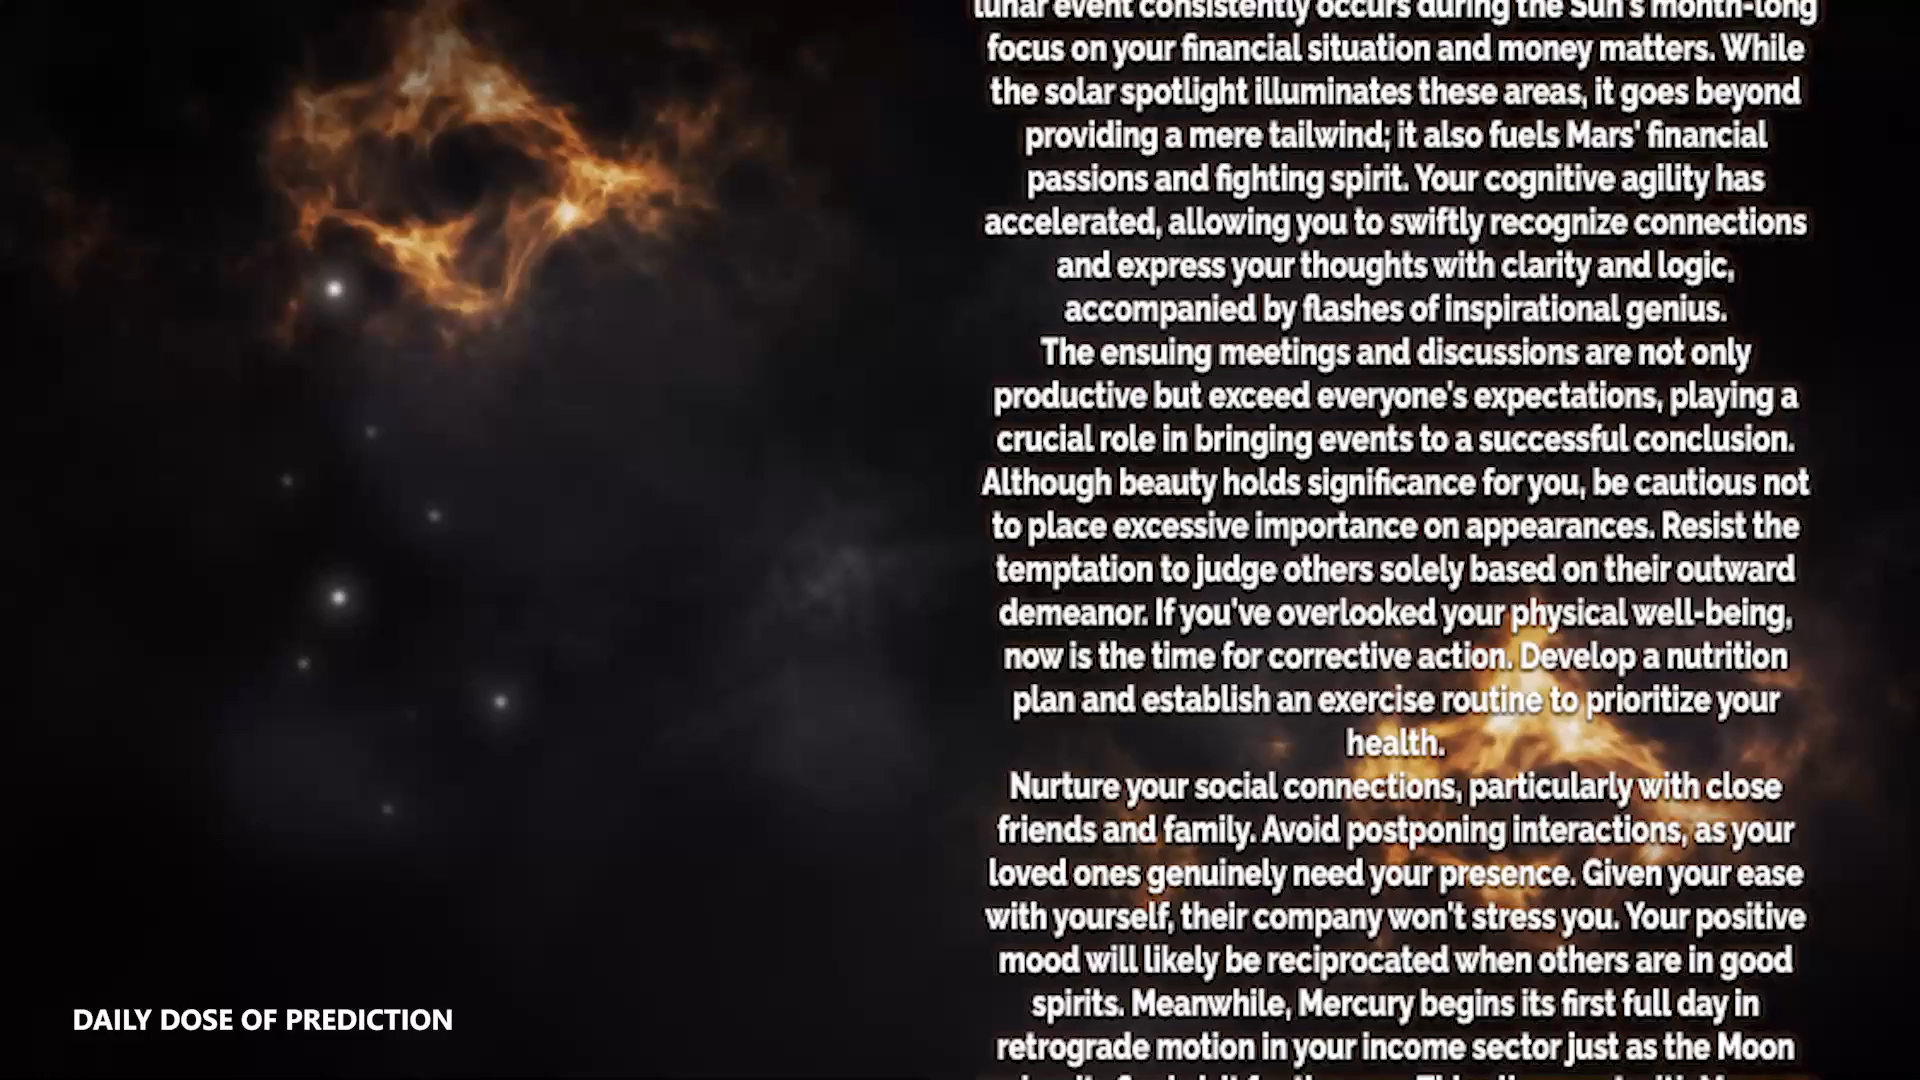 lunar event consistently occurs during the Sun's month-long
focus on your financial situation and money matters. While
the solar spotlight illuminates these areas, it goes beyond
providing a mere tailwind; it also fuels Mars' financial
passions and fighting spirit. Your cognitive agility has
accelerated, allowing you to swiftly recognize connections
and express your thoughts with clarity and logic,
accompanied by flashes of inspirational genius.
The ensuing meetings and discussions are not only
productive but exceed everyone's expectations, playing a
crucial role in bringing events to a successful conclusion.
Although beauty holds significance for you, be cautious not
to place excessive importance on appearances. Resist the
temptation to judge others solely based on their outward
demeanor. If you've overlooked your physical well-being,
now is the time for corrective action. Develop a nutrition
plan and establish an exercise routine to prioritize your
health.
Nurture your social connections, particularly with close
friends and family. Avoid postponing interactions, as your
loved ones genuinely need your presence. Given your ease
with yourself, their company won't stress you. Your positive
mood will likely be reciprocated when others are in good
spirits. Meanwhile, Mercury begins its first full day in
retrograde motion in your income sector just as the Moon
DAILY DOSE OF PREDICTION